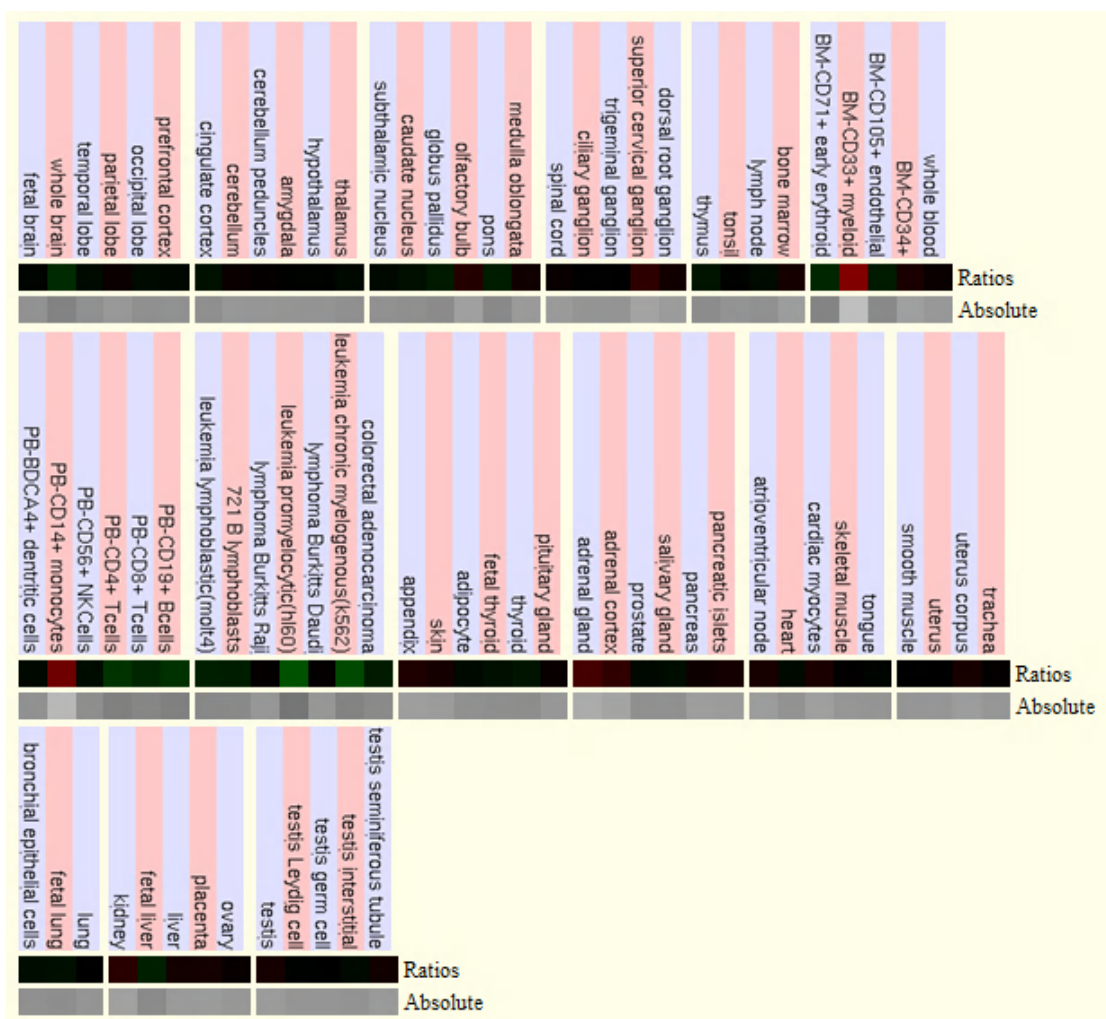 fetal brain
whole brain
temporal lobe
parietal lobe
occipital lobe
prefrontal cortex
cingulate cortex
cerebellum
cerebellum peduncles
amygdala
hypothalamus
thalamus
subthalamic nucleus
caudate nucleus
globus pallidus
olfactory bulb
pons
medulla oblongata
spinal cord
ciliary ganglion
trigeminal ganglion
superior cervical ganglion
dorsal root ganglion
thymus
tonsil
lymph node
bone marrow
BM-CD71+ early erythroid
BM-CD33+ myeloid
BM-CD105+ endothelial
BM-CD34+
whole blood
Ratios
Absolute
PB-BDCA4+ dentritic cells
PB-CD14+ monocytes
PB-CD56+ NKCells
PB-CD4+ Tcells
PB-CD8+ Tcells
PB-CD19+ Bcells
leukemia lymphoblastic(molt4)
721 B lymphoblasts
lymphoma Burkitts Raji
leukemia promyelocytic(hl60)
lymphoma Burkitts Daudi
leukemia chronic myelogenous(k562)
colorectal adenocarcinoma
appendix
skin
adipocyte
fetal thyroid
thyroid
pituitary gland
adrenal gland
adrenal cortex
prostate
salivary gland
pancreas
pancreatic islets
atrioventricular node
heart
cardiac myocytes
skeletal muscle
tongue
smooth muscle
uterus
uterus corpus
trachea
Ratios
Absolute
bronchial epithelial cells
fetal lung
lung
kidney
fetal liver
liver
placenta
ovary
testis
testis Leydig cell
testis germ cell
testis interstitial
testis seminiferous tubule
Ratios
Absolute